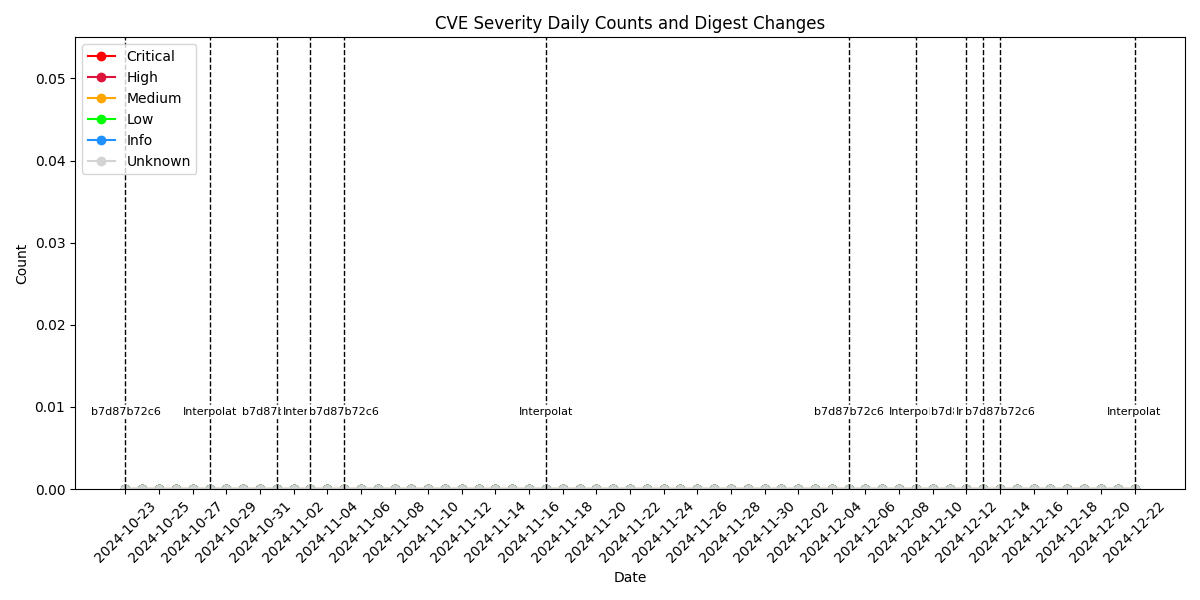 CVE Severity Daily Counts and Digest Changes
Critical
High
Medium
Low
Info
Unknown
0.05
0.04
0.03
0.02
0.01
0.00
Count
b7d87b72c6
Interpolat
b7d87
Inter
b7d87b72c6
Interpolat
b7d87b72c6
Interpo
b7d
b7d87b72c6
Interpolat
2024-10-23
2024-10-25
2024-10-27
2024-10-29
2024-10-31
2024-11-02
2024-11-04
2024-11-06
2024-11-08
2024-11-10
2024-11-12
2024-11-14
2024-11-16
2024-11-18
2024-11-20
2024-11-22
2024-11-24
2024-11-26
2024-11-28
2024-11-30
2024-12-02
2024-12-04
2024-12-06
2024-12-08
2024-12-10
2024-12-12
2024-12-14
2024-12-16
2024-12-18
2024-12-20
2024-12-22
Date